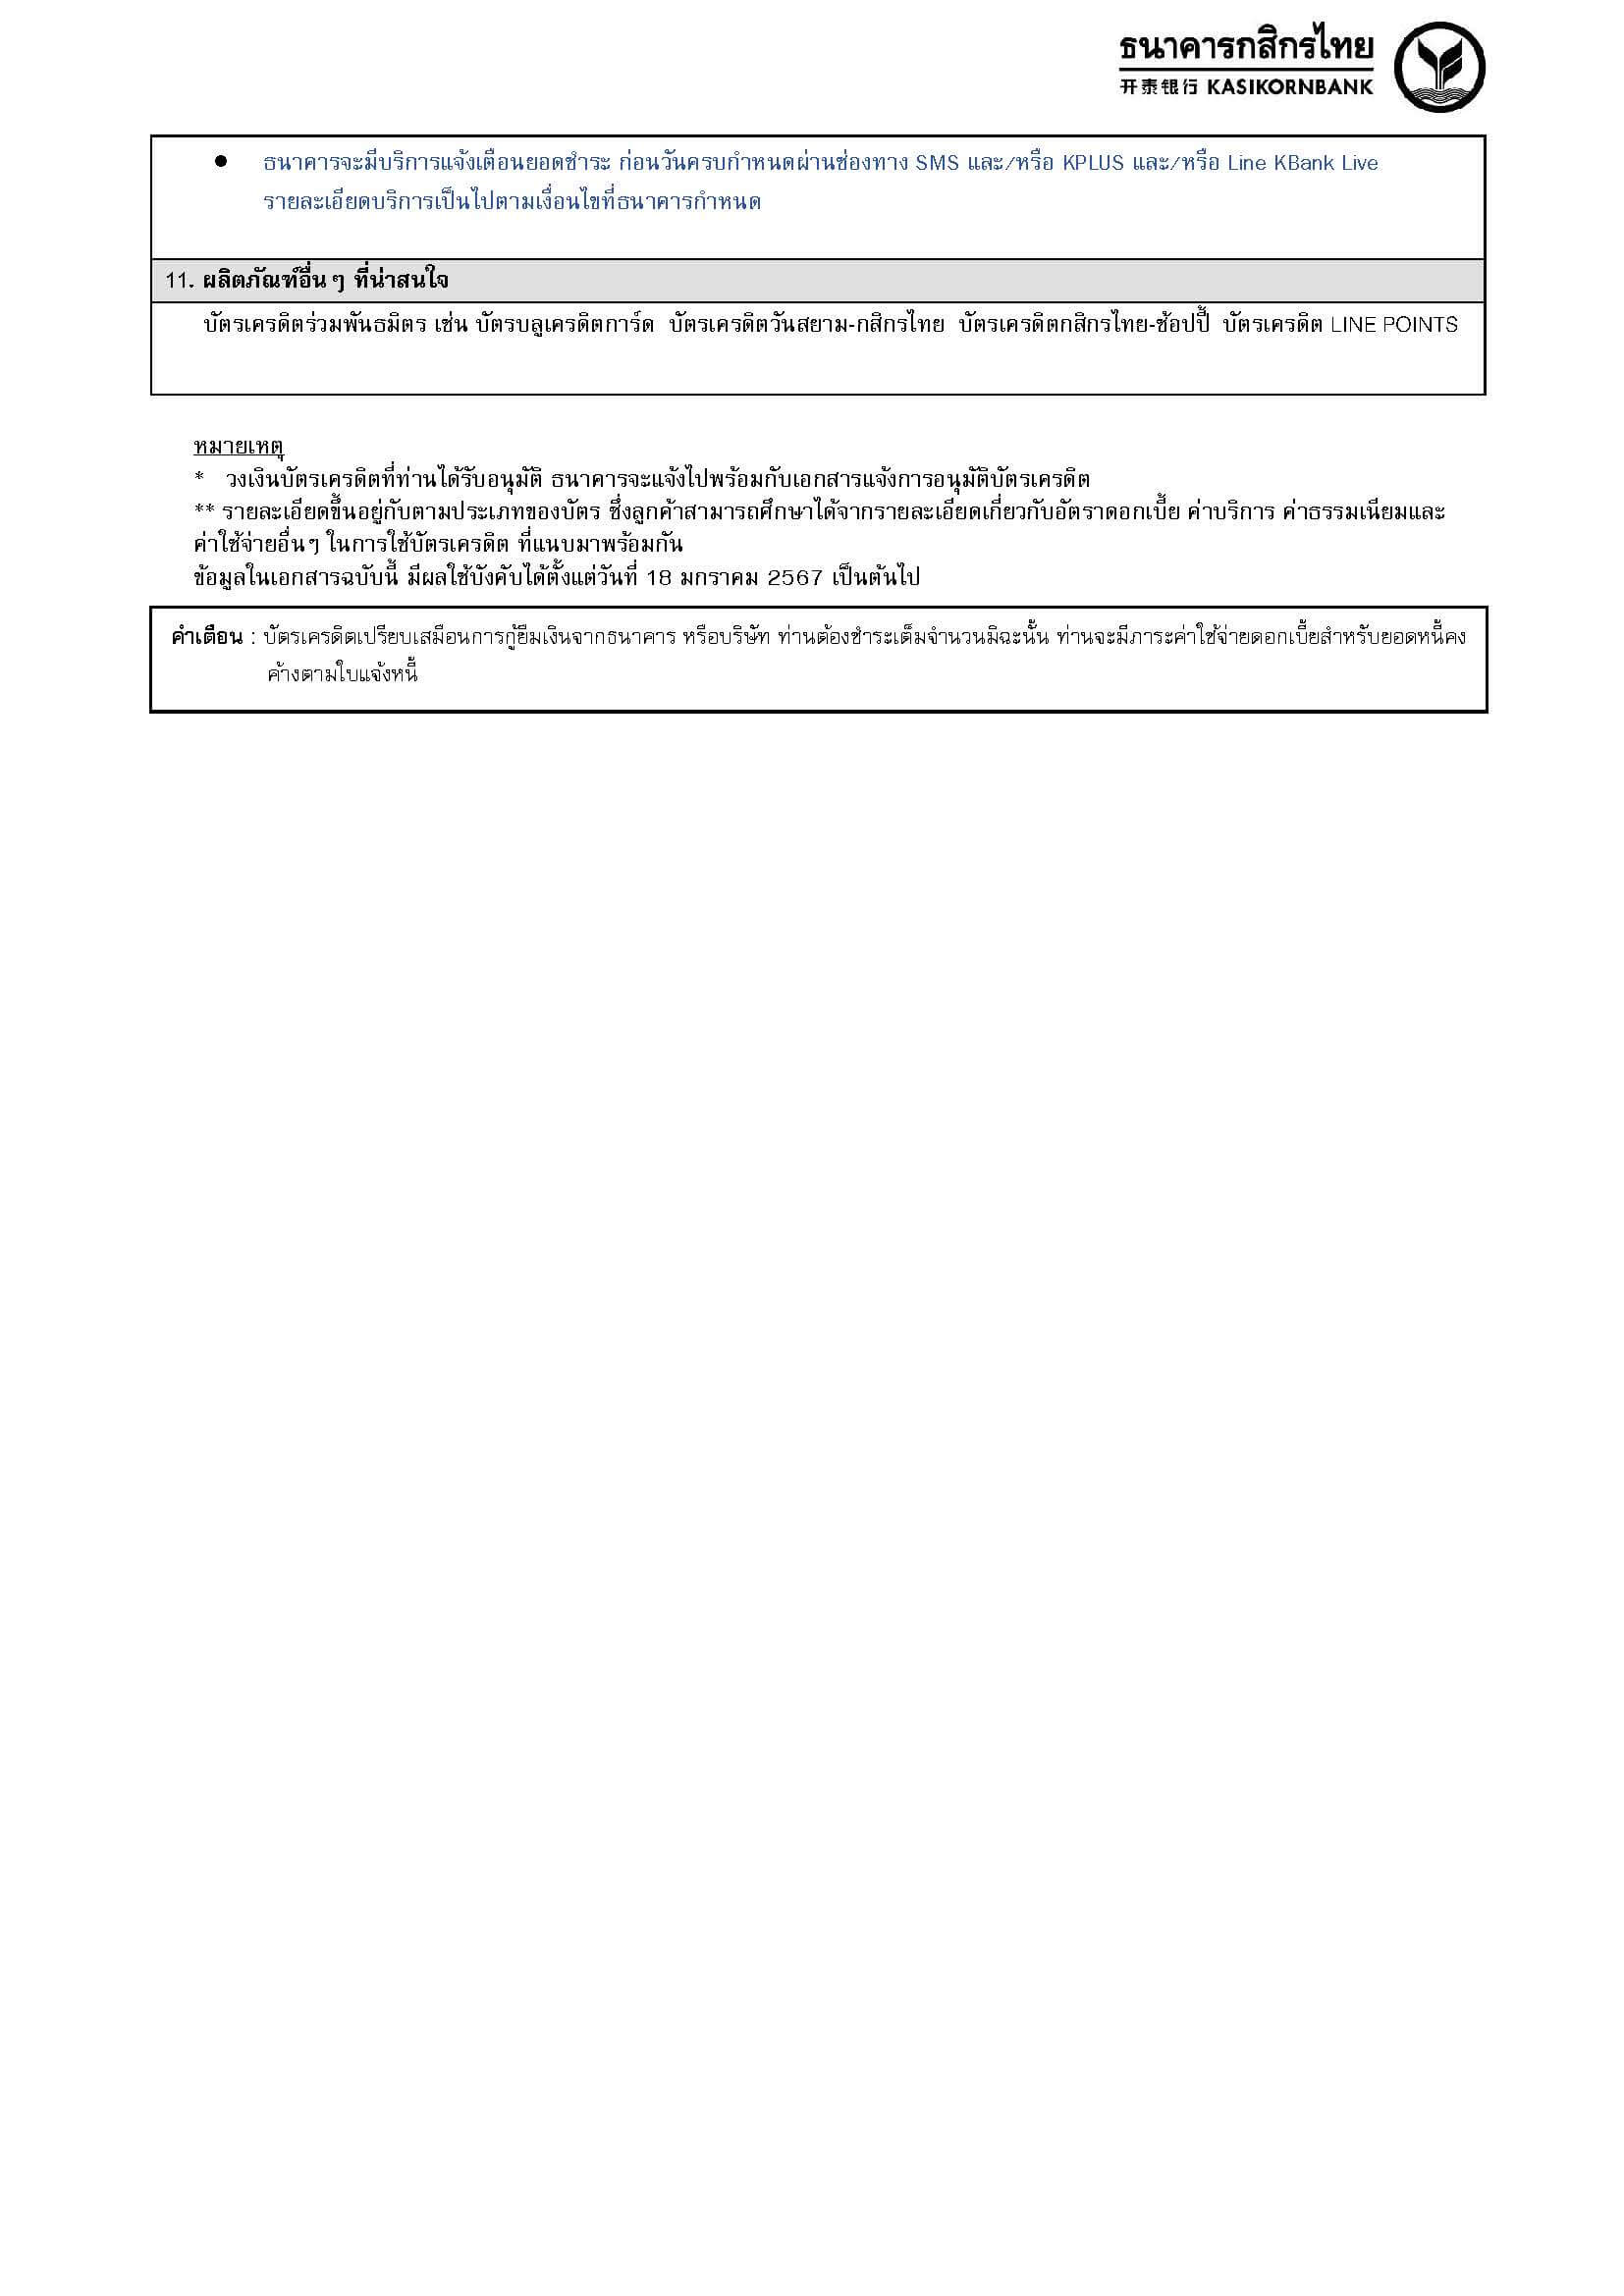 ธนาคารกสิกรไทย
开泰银行 KASIKORNBANK
● ธนาคารจะมีบริการแจ้งเตือนยอดชำระ ก่อนวันครบกำหนดผ่านช่องทาง SMS และ/หรือ KPLUS และ/หรือ Line KBank Live
รายละเอียดบริการเป็นไปตามเงื่อนไขที่ธนาคารกำหนด
11. ผลิตภัณฑ์อื่นๆ ที่น่าสนใจ
บัตรเครดิตร่วมพันธมิตร เช่น บัตรบลูเครดิตการ์ด บัตรเครดิตวันสยาม-กสิกรไทย บัตรเครดิตกสิกรไทย-ช้อปปี้ บัตรเครดิต LINE POINTS
หมายเหตุ
* วงเงินบัตรเครดิตที่ท่านได้รับอนุมัติ ธนาคารจะแจ้งไปพร้อมกับเอกสารแจ้งการอนุมัติบัตรเครดิต
** รายละเอียดขึ้นอยู่กับตามประเภทของบัตร ซึ่งลูกค้าสามารถศึกษาได้จากรายละเอียดเกี่ยวกับอัตราดอกเบี้ย ค่าบริการ ค่าธรรมเนียมและ
ค่าใช้จ่ายอื่นๆ ในการใช้บัตรเครดิต ที่แนบมาพร้อมกัน
ข้อมูลในเอกสารฉบับนี้ มีผลใช้บังคับได้ตั้งแต่วันที่ 18 มกราคม 2567 เป็นต้นไป
คำเตือน : บัตรเครดิตเปรียบเสมือนการกู้ยืมเงินจากธนาคาร หรือบริษัท ท่านต้องชำระเต็มจำนวนมิฉะนั้น ท่านจะมีภาระค่าใช้จ่ายดอกเบี้ยสำหรับยอดหนี้คง
ค้างตามใบแจ้งหนี้